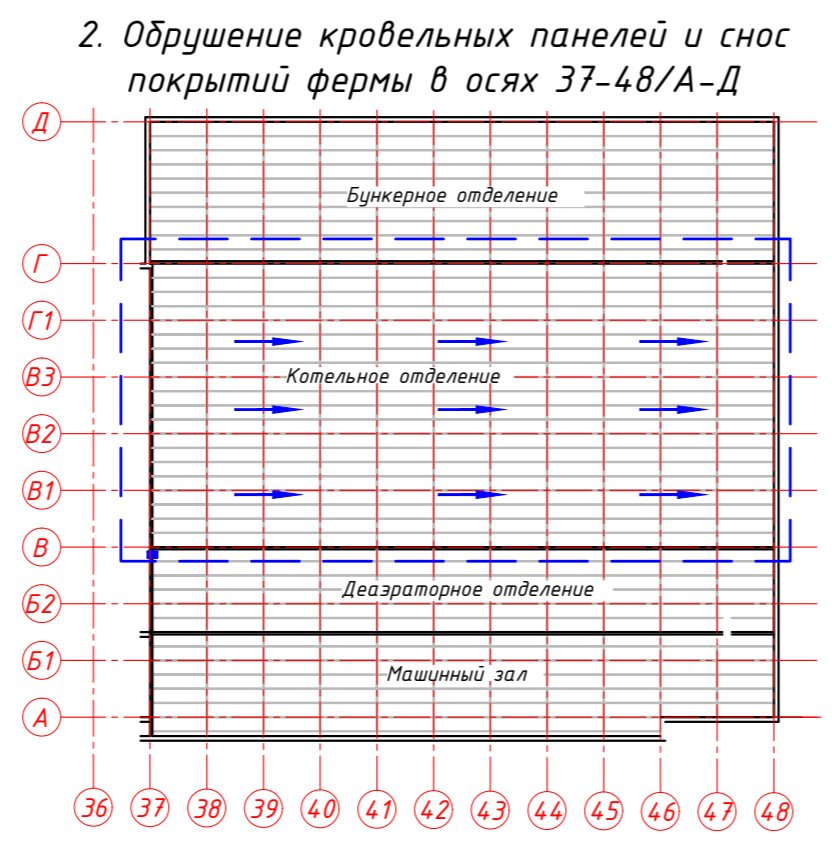 2. Обрушение кровельных панелей и снос
покрытий фермы в осях 37-48/А-Д
Д
Бункерное отделение
Г
Г1
В3
Котельное отделение
В2
В1
В
Деаэраторное отделение
Б2
Б1
Машинный зал
А
36 37 38 39 40 41 42 43 44 45 46 47 48